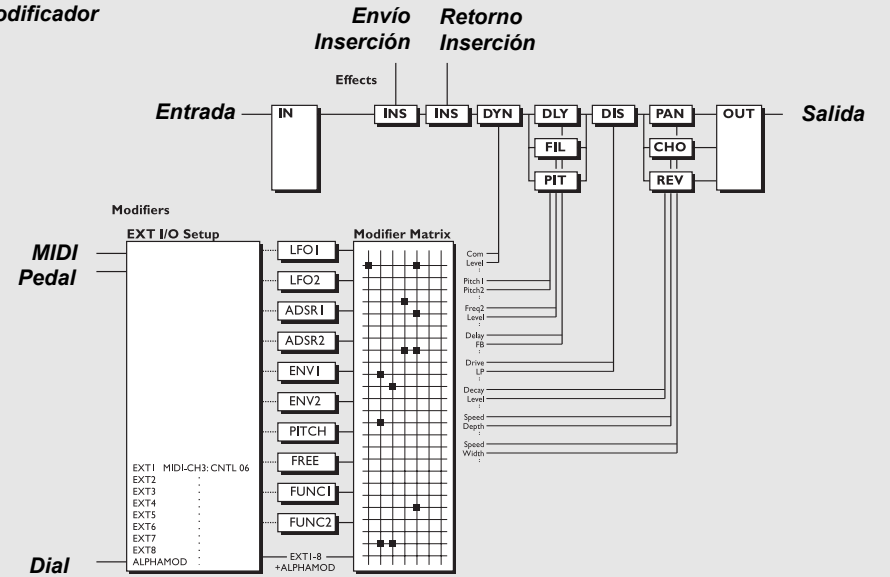 odificador
Envío Retorno
Inserción Inserción
Effects
Entrada IN INS INS DYN DLY DIS PAN OUT Salida
FIL CHO
PIT REV
Modifiers
EXT I/O Setup Modifier Matrix
MIDI
Pedal
LFO1
LFO2
ADSR1
ADSR2
ENV1
ENV2
PITCH
FREE
FUNC1
FUNC2
Com
Level
:
Pitch1
Pitch2
:
Freq2
Level
:
Delay
FB
:
Drive
LP
:
Decay
Level
:
Speed
Depth
:
Speed
Width
:
EXT1 MIDI-CH3: CNTL 06
EXT2 :
EXT3 :
EXT4 :
EXT5 :
EXT6 :
EXT7 :
EXT8 :
ALPHAMOD :
EXT1-8
+ALPHAMOD
Dial